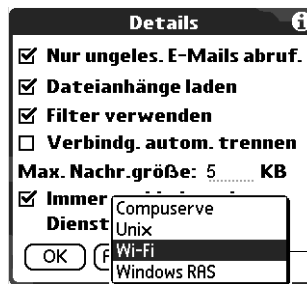 Details
Nur ungeles. E-Mails abruf.
Dateianhänge laden
Filter verwenden
Verbindg. autom. trennen
Max. Nachr.größe: 5 KB
Immer
Compuserve
Dienst
Unix
Wi-Fi
OK
Windows RAS